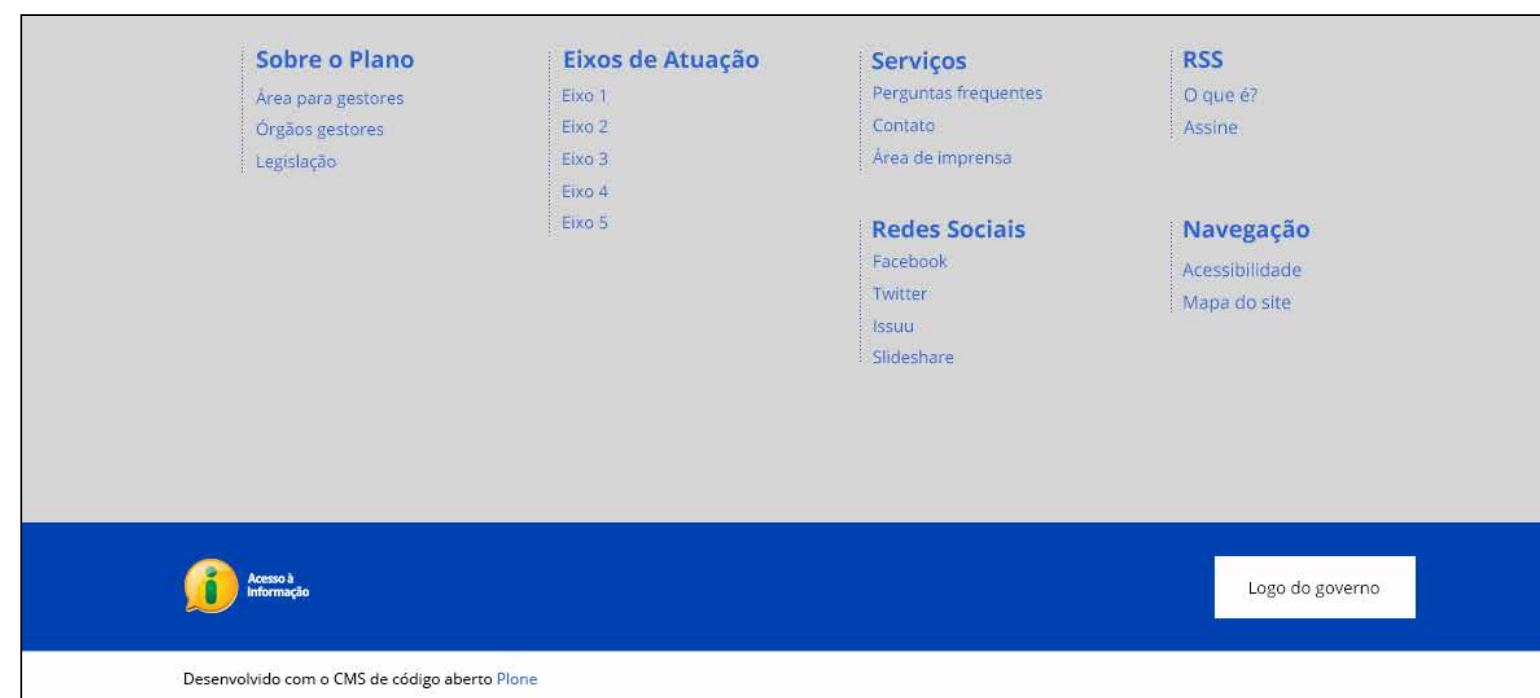 Sobre o Plano
Área para gestores
Órgãos gestores
Legislação
Eixos de Atuação
Eixo 1
Eixo 2
Eixo 3
Eixo 4
Eixo 5
Serviços
Perguntas frequentes
Contato
Área de imprensa
RSS
O que é?
Assine
Redes Sociais
Facebook
Twitter
Issuu
Slideshare
Navegação
Acessibilidade
Mapa do site
Acesso à
Informação
Logo do governo
Desenvolvido com o CMS de código aberto Plone